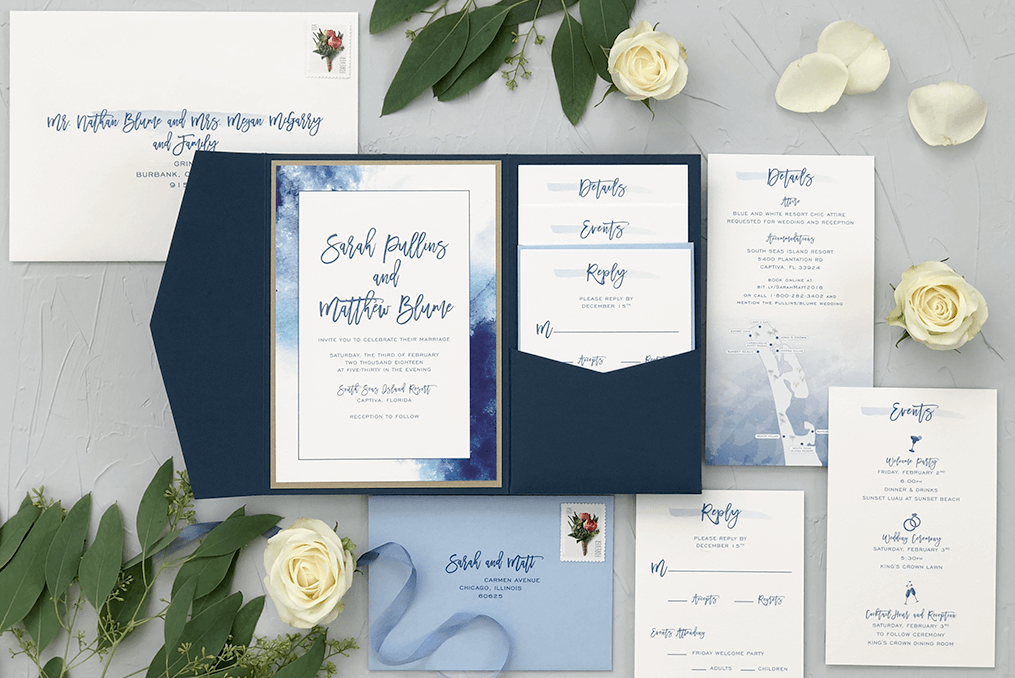 FOREVER
Mr. Nathan Blume and Mrs. Megan McGarry
and Family
BURBANK,
Sarah Pullins
and
Matthew Blume
INVITE YOU TO CELEBRATE THEIR MARRIAGE
SATURDAY, THE THIRD OF FEBRUARY
TWO THOUSAND EIGHTEEN
AT FIVE-THIRTY IN THE EVENING
South Seas Island Resort
CAPTIVA, FLORIDA
RECEPTION TO FOLLOW
Details
Events
Reply
PLEASE REPLY BY
DECEMBER 15TH
M
Accepts
Details
Attire
BLUE AND WHITE RESORT CHIC ATTIRE
REQUESTED FOR WEDDING AND RECEPTION
Accommodations
SOUTH SEAS ISLAND RESORT
5400 PLANTATION RD
CAPTIVA, FL 33924
BOOK ONLINE AT
BIT.LY/SARAHMATT2018
OR CALL 1-800-282-3402 AND
MENTION THE PULLINS/BLUME WEDDING
Events
Welcome Party
FRIDAY, FEBRUARY 2ND
6:00PM
DINNER & DRINKS
SUNSET LUAU AT SUNSET BEACH
Wedding Ceremony
SATURDAY, FEBRUARY 3RD
5:30PM
KING'S CROWN LAWN
Cocktail Hour and Reception
SATURDAY, FEBRUARY 3RD
TO FOLLOW CEREMONY
KING'S CROWN DINING ROOM
FOREVER
Sarah and Matt
CARMEN AVENUE
CHICAGO, ILLINOIS
60625
Reply
PLEASE REPLY BY
DECEMBER 15TH
M
Accepts Regrets
Events Attending
FRIDAY WELCOME PARTY
ADULTS CHILDREN